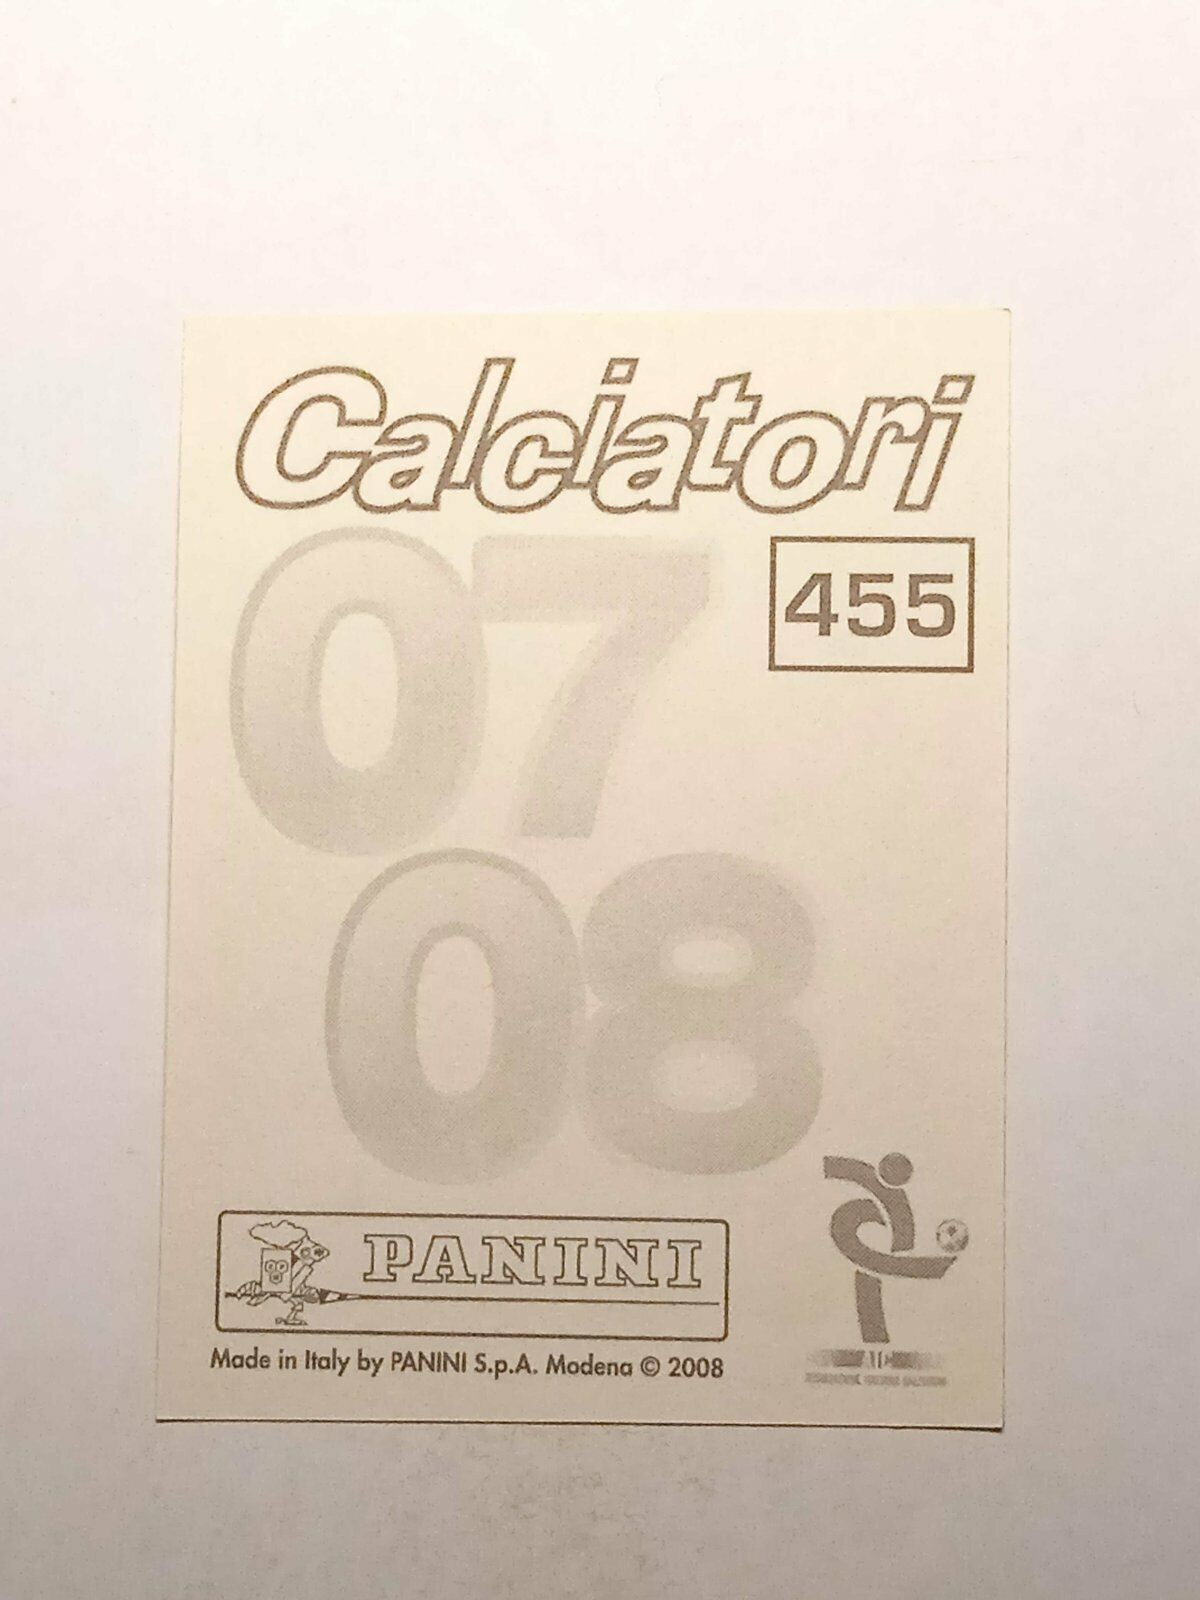 Calciatori
07
455
08
PANINI
Made in Italy by PANINI S.p.A. Modena © 2008